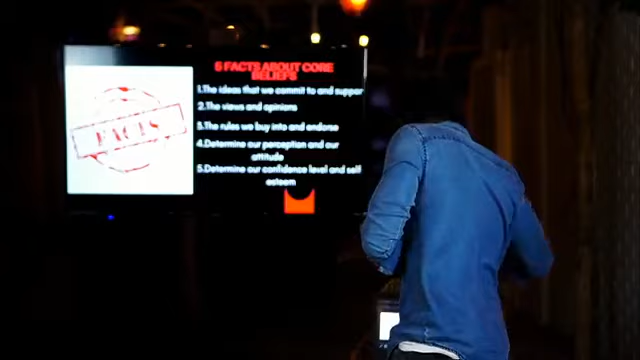 FACTS
5 FACTS ABOUT CORE
BELIEFS
1.The ideas that we commit to and suppor
2.The views and opinions
3.The rules we buy into and endorse
4.Determine our perception and our
attitude
5.Determine our confidence level and self
esteem